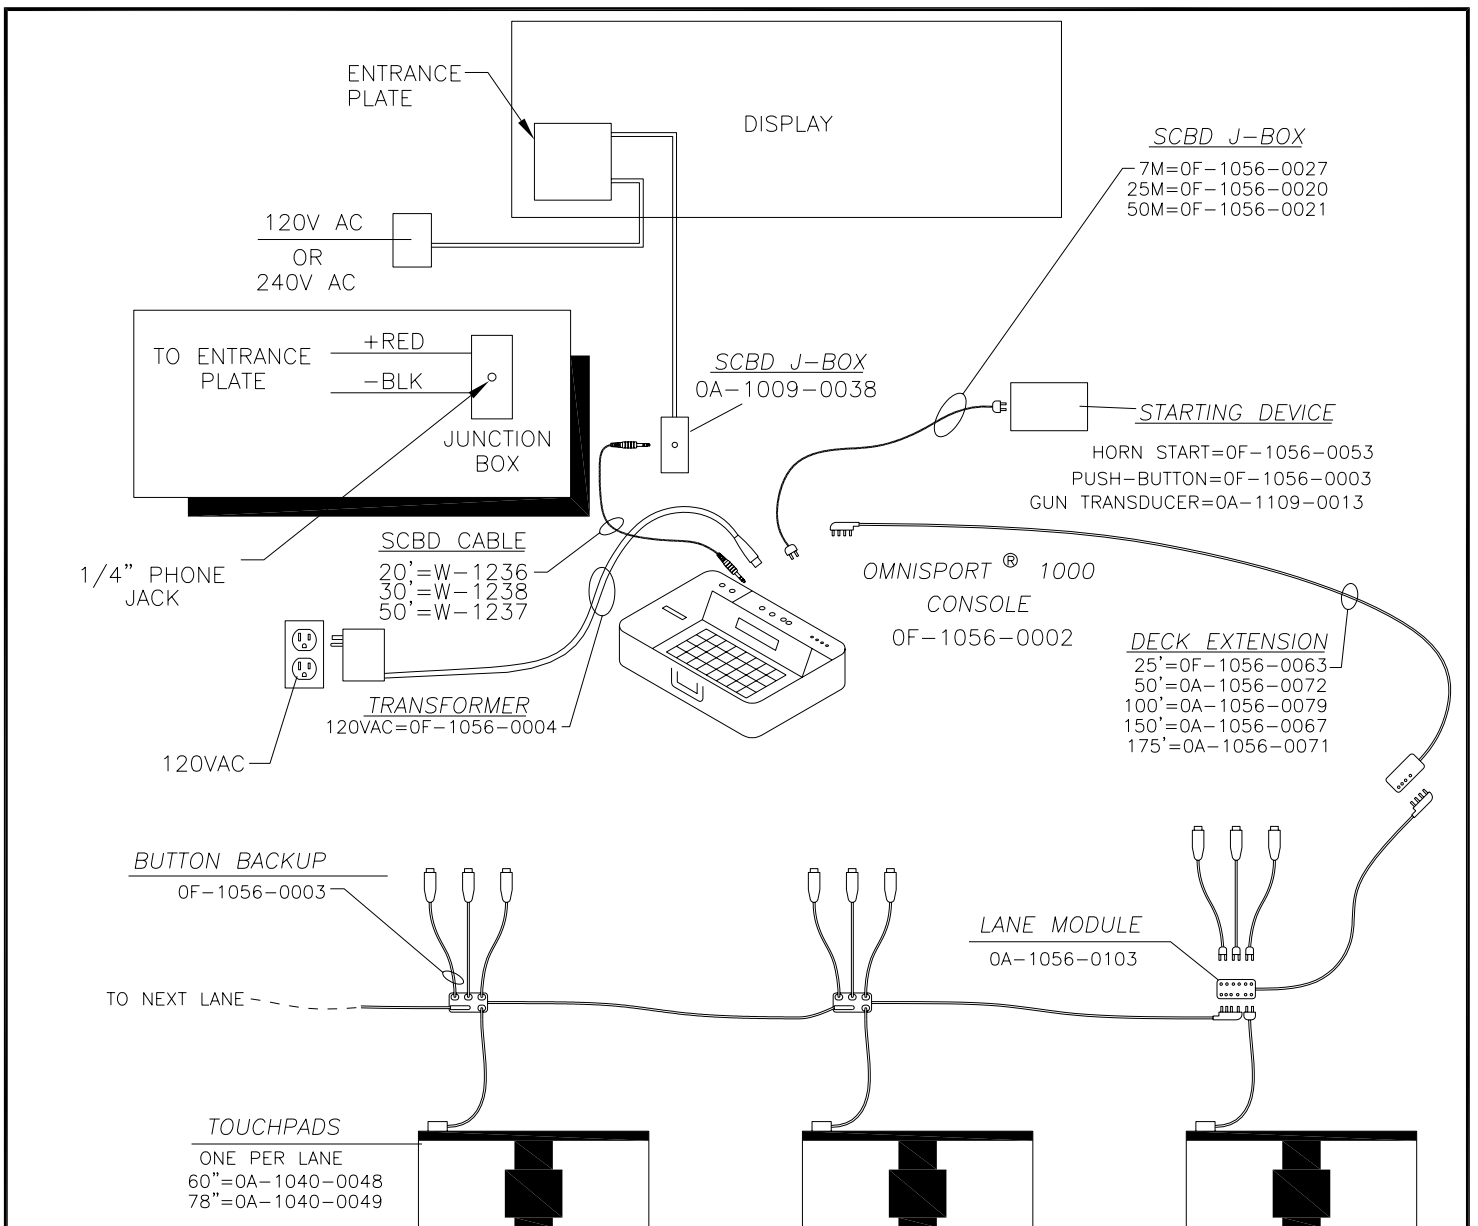 ENTRANCE
PLATE
DISPLAY
SCBD J-BOX
7M=0F-1056-0027
25M=0F-1056-0020
50M=0F-1056-0021
120V AC
OR
240V AC
TO ENTRANCE
PLATE
+RED
-BLK
JUNCTION
BOX
SCBD J-BOX
0A-1009-0038
STARTING DEVICE
HORN START=0F-1056-0053
PUSH-BUTTON=0F-1056-0003
GUN TRANSDUCER=0A-1109-0013
1/4" PHONE
JACK
SCBD CABLE
20'=W-1236
30'=W-1238
50'=W-1237
OMNISPORT ® 1000
CONSOLE
0F-1056-0002
DECK EXTENSION
25'=0F-1056-0063
50'=0A-1056-0072
100'=0A-1056-0079
150'=0A-1056-0067
175'=0A-1056-0071
TRANSFORMER
120VAC=0F-1056-0004
120VAC
BUTTON BACKUP
0F-1056-0003
LANE MODULE
0A-1056-0103
TO NEXT LANE
TOUCHPADS
ONE PER LANE
60"=0A-1040-0048
78"=0A-1040-0049